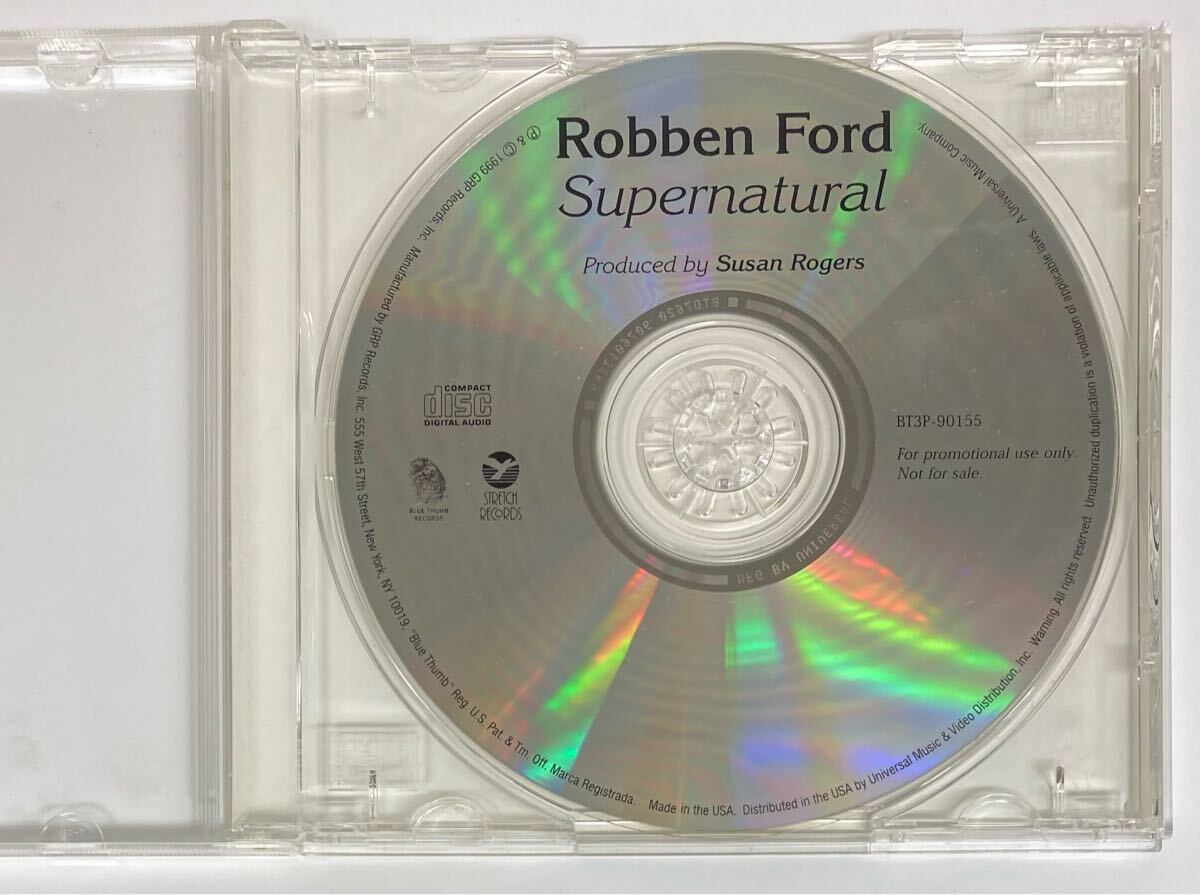 Robben Ford
Supernatural
Produced by Susan Rogers
COMPACT
disc
DIGITAL AUDIO
BLUE THUMB
RECORDS
STRETCH
RECORDS
BT3P-90155
For promotional use only.
Not for sale.
℗ & © 1999 GRP Records, Inc. Manufactured by GRP Records, Inc. 555 West 57th Street, New York, NY 10019. "Blue Thumb" Reg. U.S. Pat. & Tm. Off. Marca Registrada. Made in the USA. Distributed in the USA by Universal Music & Video Distribution, Inc. Warning: All rights reserved. Unauthorized duplication is a violation of applicable laws. A Universal Music Company.
MFG BY UNIVERSAL